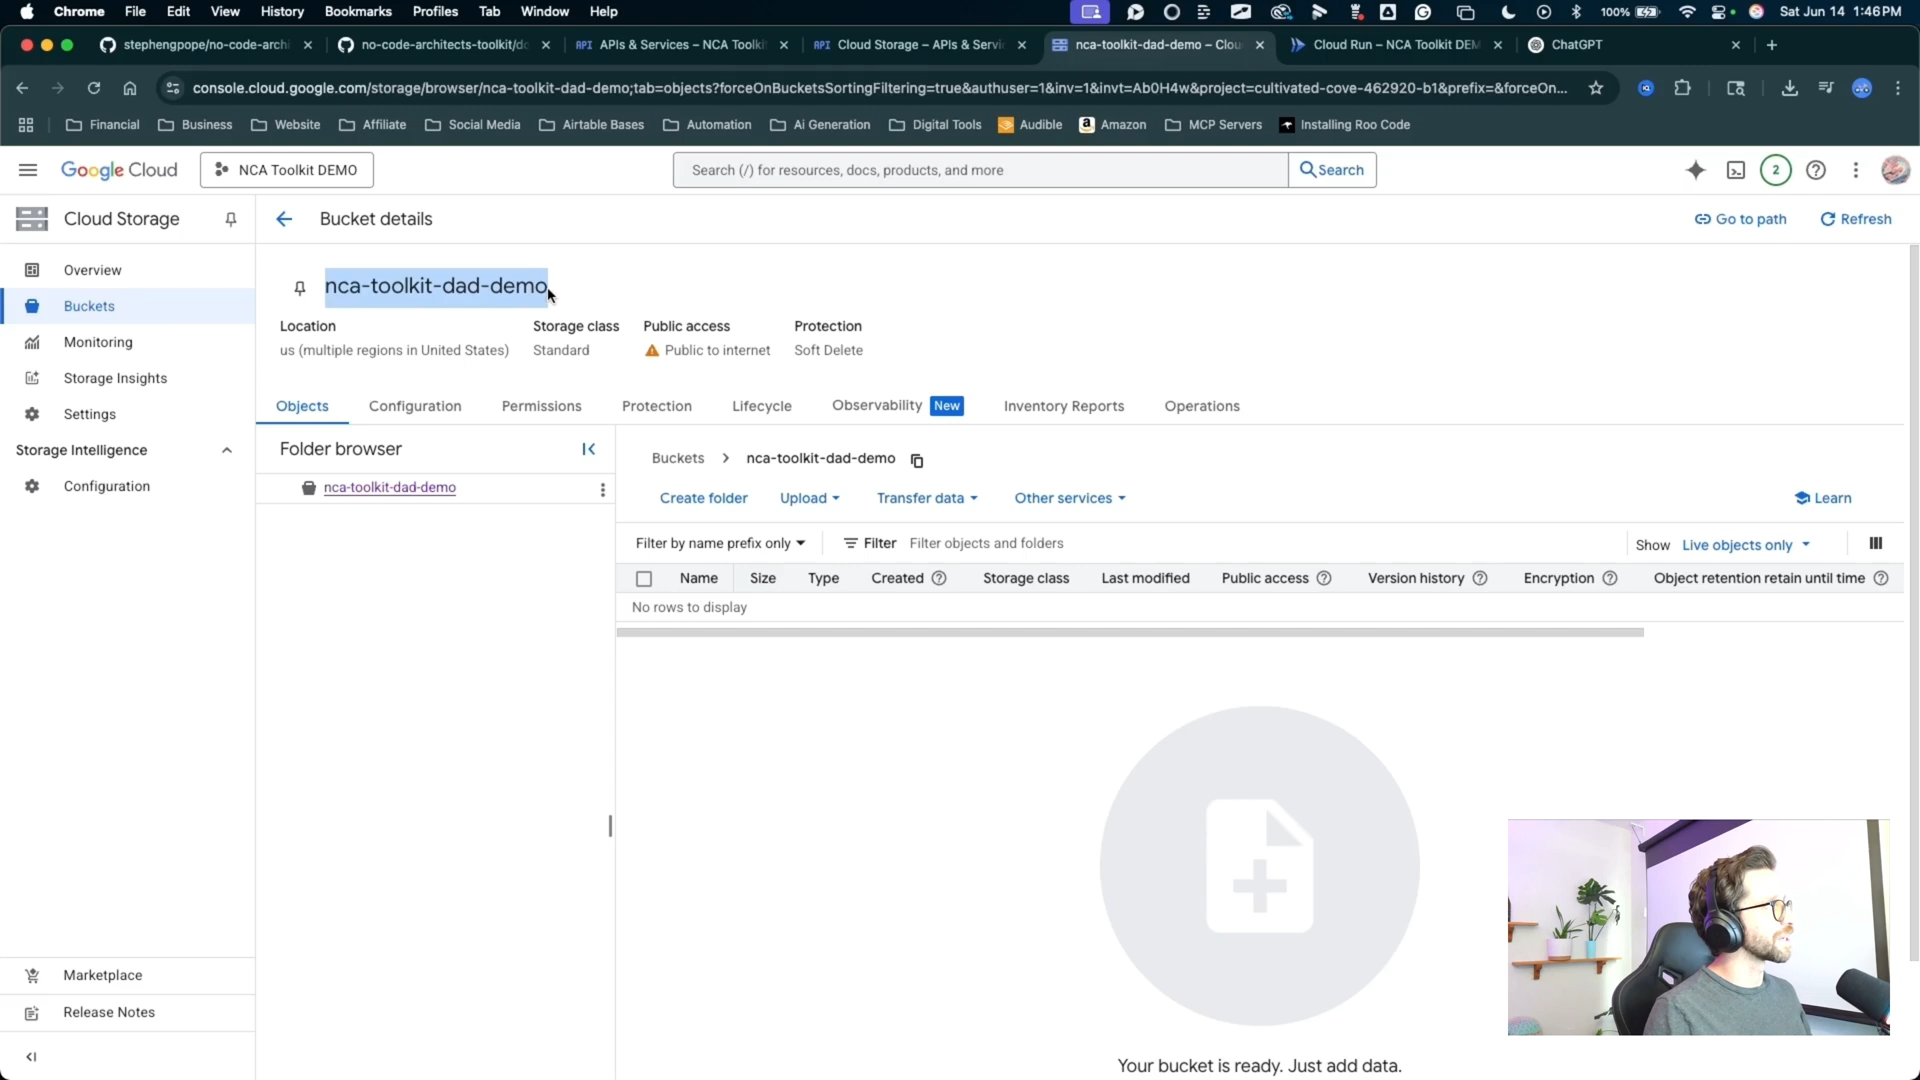 Chrome File Edit View History Bookmarks Profiles Tab Window Help 100% Sat Jun 14 1:46 PM
stephengpope/no-code-archi no-code-architects-toolkit/do API APIs & Services – NCA Toolki API Cloud Storage – APIs & Servi nca-toolkit-dad-demo – Clou Cloud Run – NCA Toolkit DEM ChatGPT
console.cloud.google.com/storage/browser/nca-toolkit-dad-demo;tab=objects?forceOnBucketsSortingFiltering=true&authuser=1&inv=1&invt=Ab0H4w&project=cultivated-cove-462920-b1&prefix=&forceOn...
Financial Business Website Affiliate Social Media Airtable Bases Automation Ai Generation Digital Tools Audible Amazon MCP Servers Installing Roo Code
Google Cloud NCA Toolkit DEMO Search (/) for resources, docs, products, and more Search 2
Cloud Storage Bucket details Go to path Refresh
Overview
Buckets
Monitoring
Storage Insights
Settings
Storage Intelligence
Configuration
Marketplace
Release Notes
nca-toolkit-dad-demo
Location Storage class Public access Protection
us (multiple regions in United States) Standard Public to internet Soft Delete
Objects Configuration Permissions Protection Lifecycle Observability New Inventory Reports Operations
Folder browser
nca-toolkit-dad-demo
Buckets > nca-toolkit-dad-demo
Create folder Upload Transfer data Other services Learn
Filter by name prefix only Filter Filter objects and folders Show Live objects only
Name Size Type Created Storage class Last modified Public access Version history Encryption Object retention retain until time
No rows to display
Your bucket is ready. Just add data.